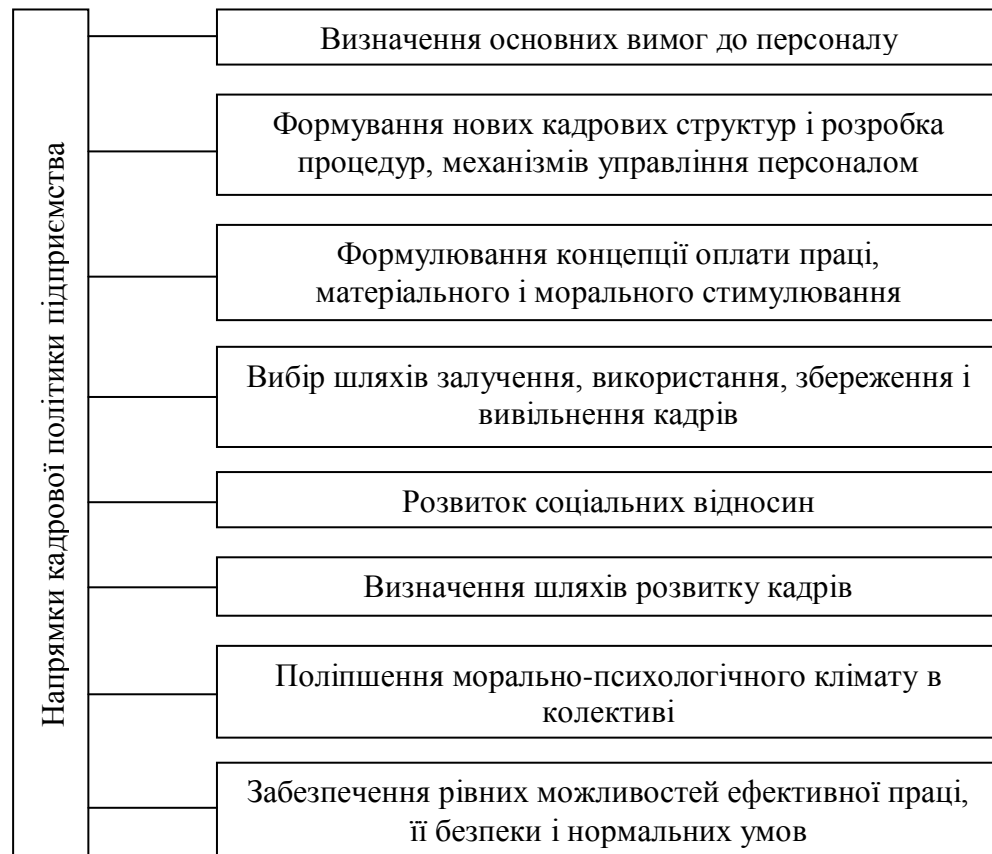 Напрямки кадрової політики підприємства
Визначення основних вимог до персоналу
Формування нових кадрових структур і розробка
процедур, механізмів управління персоналом
Формулювання концепції оплати праці,
матеріального і морального стимулювання
Вибір шляхів залучення, використання, збереження і
вивільнення кадрів
Розвиток соціальних відносин
Визначення шляхів розвитку кадрів
Поліпшення морально-психологічного клімату в
колективі
Забезпечення рівних можливостей ефективної праці,
її безпеки і нормальних умов